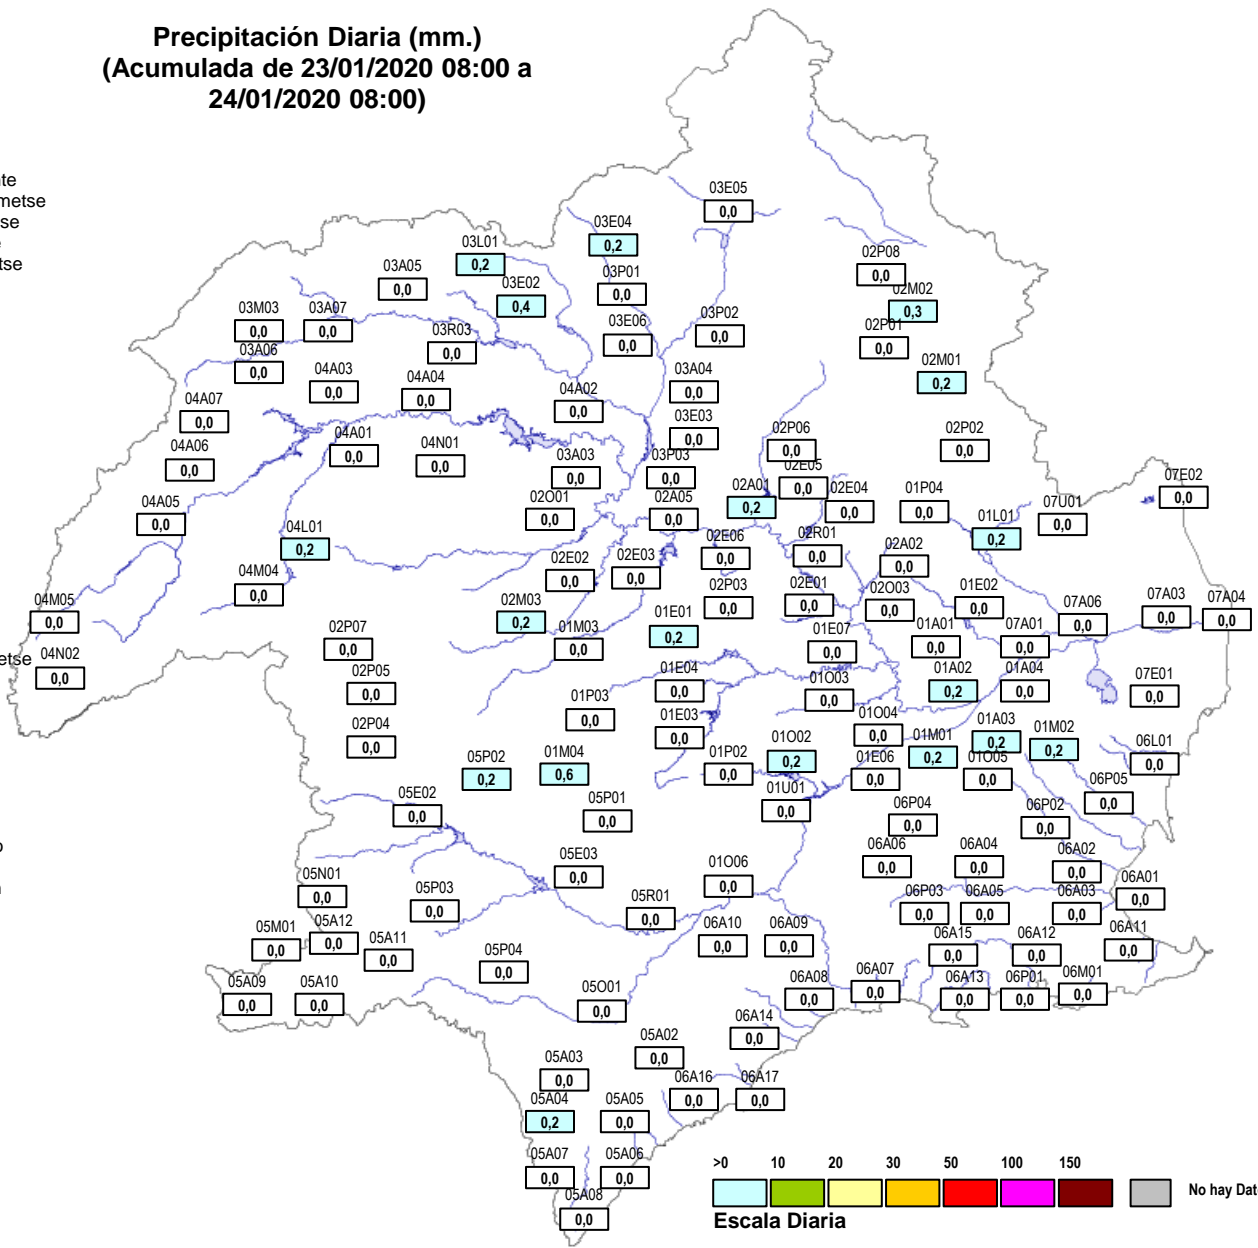 Precipitación Diaria (mm.)
(Acumulada de 23/01/2020 08:00 a
24/01/2020 08:00)
nte
metse
se
tse
03E05
0,0
03E04
0,2
03L01
0,2
02P08
0,0
03A05
0,0
03P01
0,0
03E02
0,4
02M02
0,3
03M03
0,0
03A07
0,0
03P02
0,0
03E06
0,0
03R03
0,0
02P01
0,0
03A06
0,0
02M01
0,2
04A03
0,0
04A04
0,0
03A04
0,0
04A02
0,0
04A07
0,0
03E03
0,0
04A01
0,0
04N01
0,0
02P06
0,0
02P02
0,0
04A06
0,0
03A03
0,0
03P03
0,0
02E05
0,0
07E02
0,0
02A01
0,2
02E04
0,0
01P04
0,0
04A05
0,0
02O01
0,0
02A05
0,0
07U01
0,0
01L01
0,2
04L01
0,2
02R01
0,0
02E06
0,0
02A02
0,0
02E02
0,0
02E03
0,0
04M04
0,0
02P03
0,0
02E01
0,0
02O03
0,0
01E02
0,0
07A03
0,0
07A04
0,0
04M05
0,0
02M03
0,2
01E01
0,2
07A06
0,0
02P07
0,0
01M03
0,0
01E07
0,0
01A01
0,0
07A01
0,0
etse
04N02
0,0
02P05
0,0
01E04
0,0
01O03
0,0
01A02
0,2
01A04
0,0
07E01
0,0
01P03
0,0
02P04
0,0
01E03
0,0
01O04
0,0
01A03
0,2
01M02
0,2
05P02
0,2
01M04
0,6
01P02
0,0
01O02
0,2
01M01
0,2
01E06
0,0
01O05
0,0
06L01
0,0
05E02
0,0
05P01
0,0
01U01
0,0
06P05
0,0
06P04
0,0
06P02
0,0
o
05E03
0,0
01O06
0,0
06A06
0,0
06A04
0,0
06A02
0,0
05N01
0,0
05P03
0,0
05R01
0,0
06P03
0,0
06A05
0,0
06A03
0,0
06A01
0,0
05M01
0,0
05A12
0,0
05A11
0,0
05P04
0,0
06A10
0,0
06A09
0,0
06A15
0,0
06A12
0,0
06A11
0,0
05A09
0,0
05A10
0,0
05O01
0,0
06A08
0,0
06A07
0,0
06A13
0,0
06P01
0,0
06M01
0,0
06A14
0,0
05A02
0,0
05A03
0,0
06A16
0,0
06A17
0,0
05A04
0,2
05A05
0,0
05A07
0,0
05A06
0,0
05A08
0,0
>0 10 20 30 50 100 150
No hay Dat
Escala Diaria